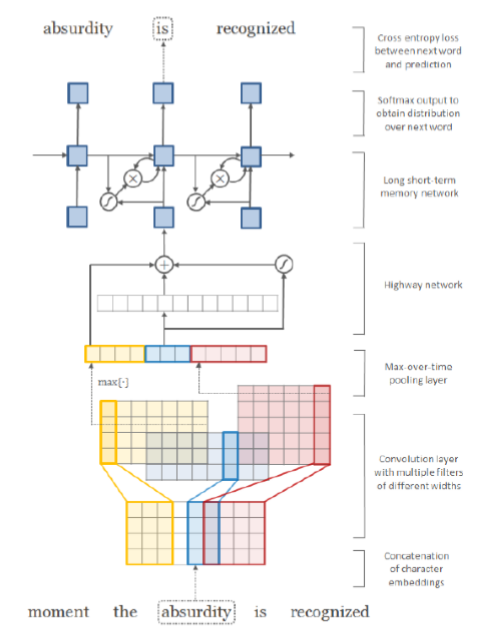 absurdity is recognized
Cross entropy loss
between next word
and prediction
Softmax output to
obtain distribution
over next word
Long short-term
memory network
Highway network
Max-over-time
pooling layer
max[·]
Convolution layer
with multiple filters
of different widths
Concatenation
of character
embeddings
moment the absurdity is recognized